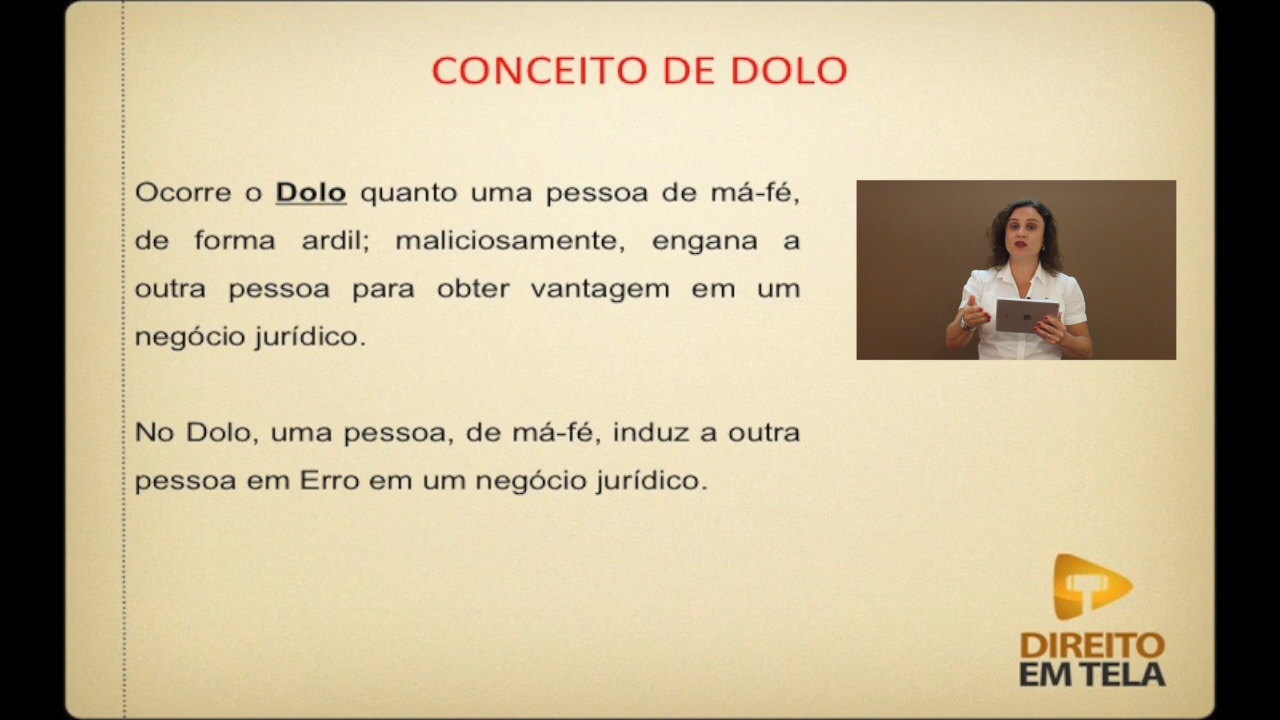 CONCEITO DE DOLO
Ocorre o Dolo quanto uma pessoa de má-fé,
de forma ardil; maliciosamente, engana a
outra pessoa para obter vantagem em um
negócio jurídico.
No Dolo, uma pessoa, de má-fé, induz a outra
pessoa em Erro em um negócio jurídico.
DIREITO
EM TELA